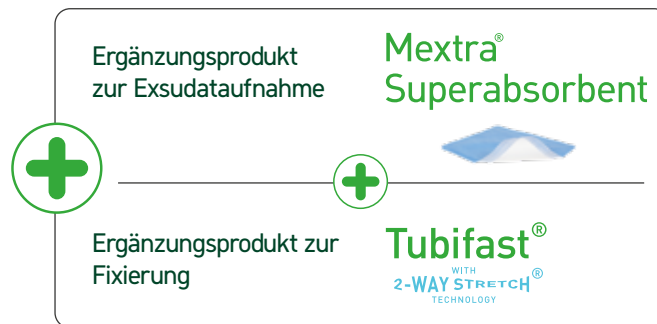 Ergänzungsprodukt
zur Exsudataufnahme
Mextra®
Superabsorbent
Ergänzungsprodukt zur
Fixierung
Tubifast®
WITH
2-WAY STRETCH®
TECHNOLOGY